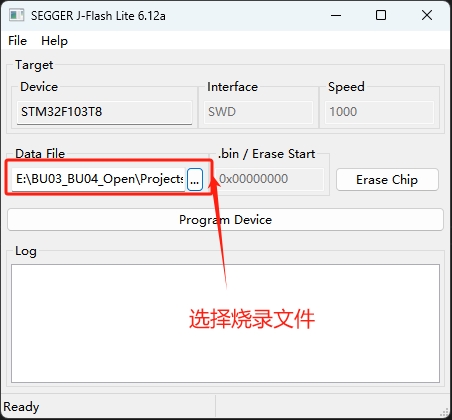 SEGGER J-Flash Lite 6.12a
File Help
Target
Device Interface Speed
STM32F103T8 SWD 1000
Data File .bin / Erase Start
E:\BU03_BU04_Open\Projects ... 0x00000000 Erase Chip
Program Device
Log
选择烧录文件
Ready